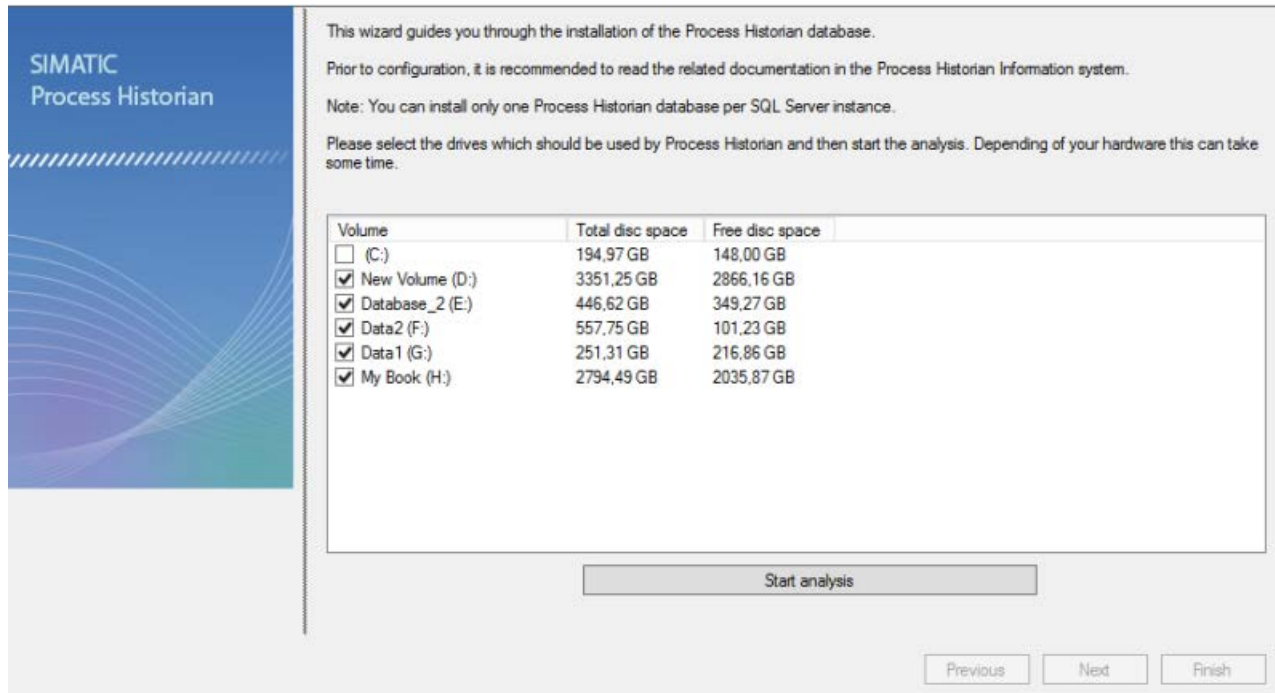 SIMATIC
Process Historian
This wizard guides you through the installation of the Process Historian database.
Prior to configuration, it is recommended to read the related documentation in the Process Historian Information system.
Note: You can install only one Process Historian database per SQL Server instance.
Please select the drives which should be used by Process Historian and then start the analysis. Depending of your hardware this can take
some time.
Volume Total disc space Free disc space
(C:) 194,97 GB 148,00 GB
New Volume (D:) 3351,25 GB 2866,16 GB
Database_2 (E:) 446,62 GB 349,27 GB
Data2 (F:) 557,75 GB 101,23 GB
Data1 (G:) 251,31 GB 216,86 GB
My Book (H:) 2794,49 GB 2035,87 GB
Start analysis
Previous Next Finish